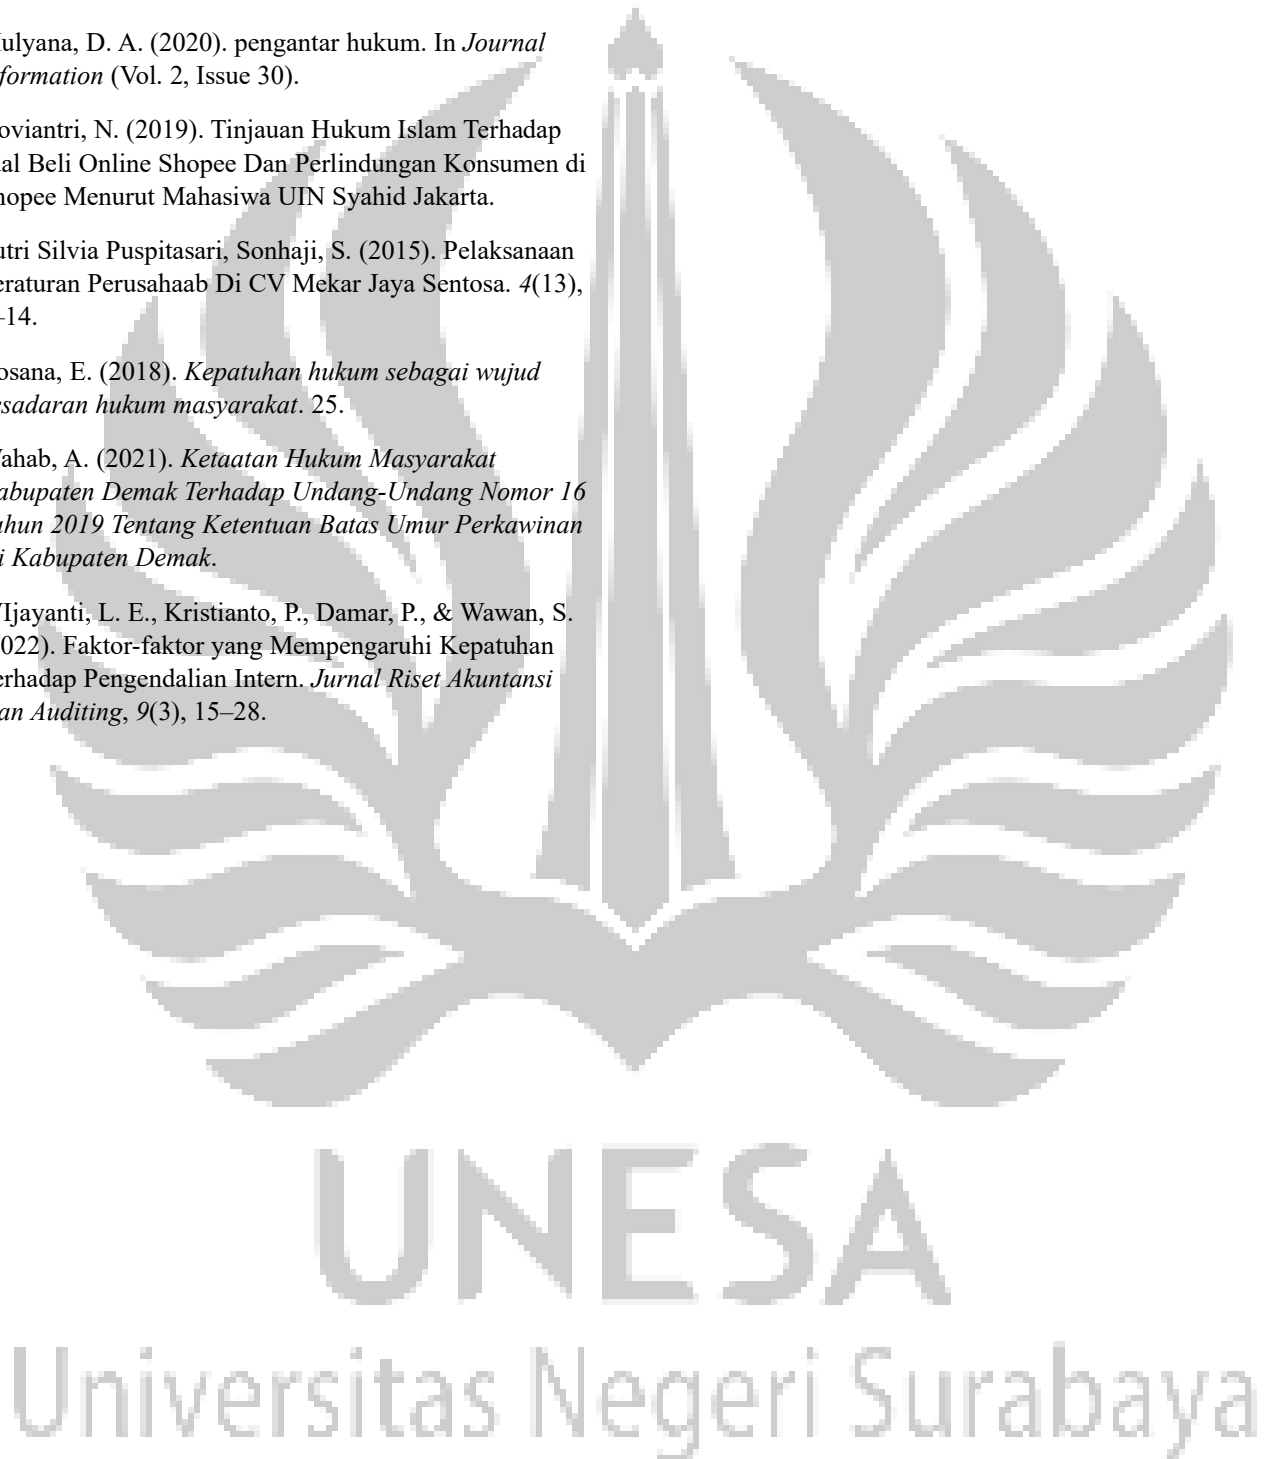 ulyana, D. A. (2020). pengantar hukum. In Journal
formation (Vol. 2, Issue 30).
oviantri, N. (2019). Tinjauan Hukum Islam Terhadap
al Beli Online Shopee Dan Perlindungan Konsumen di
hopee Menurut Mahasiwa UIN Syahid Jakarta.
utri Silvia Puspitasari, Sonhaji, S. (2015). Pelaksanaan
eraturan Perusahaab Di CV Mekar Jaya Sentosa. 4(13),
–14.
osana, E. (2018). Kepatuhan hukum sebagai wujud
esadaran hukum masyarakat. 25.
ahab, A. (2021). Ketaatan Hukum Masyarakat
abupaten Demak Terhadap Undang-Undang Nomor 16
ahun 2019 Tentang Ketentuan Batas Umur Perkawinan
i Kabupaten Demak.
Ijayanti, L. E., Kristianto, P., Damar, P., & Wawan, S.
022). Faktor-faktor yang Mempengaruhi Kepatuhan
erhadap Pengendalian Intern. Jurnal Riset Akuntansi
an Auditing, 9(3), 15–28.
UNESA
Universitas Negeri Surabaya